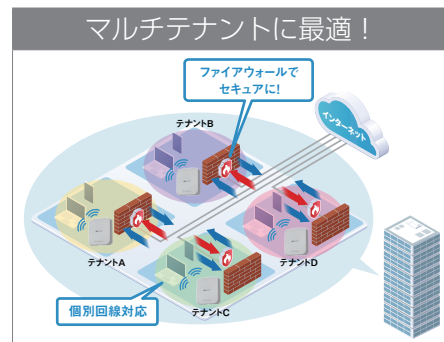 マルチテナントに最適！
ファイアウォールで
セキュアに!
インターネット
テナントB
テナントA
テナントD
個別回線対応
テナントC